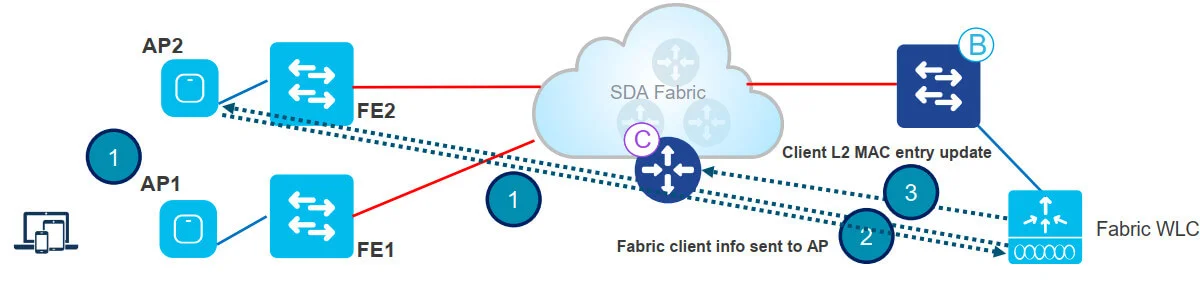 AP2
FE2
SDA Fabric
B
C
1
AP1
FE1
1
Client L2 MAC entry update
3
2
Fabric client info sent to AP
Fabric WLC